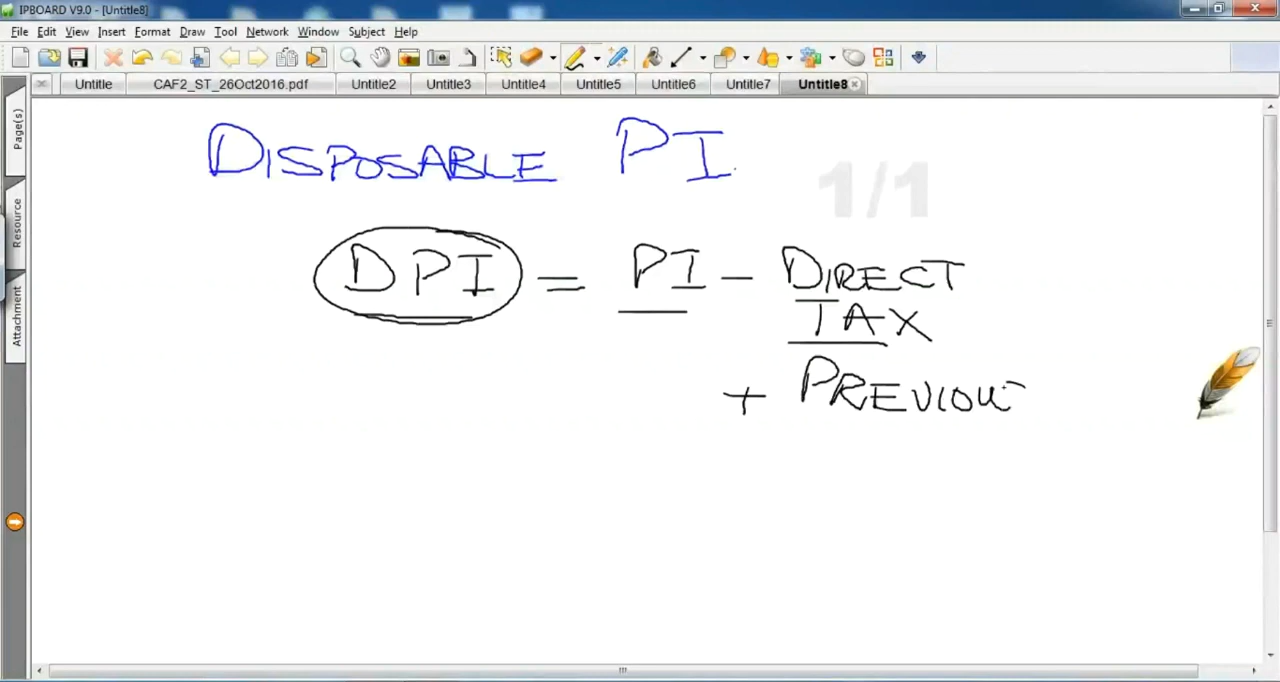 IPBOARD V9.0 - [Untitle8]
File Edit View Insert Format Draw Tool Network Window Subject Help
Untitle CAF2_ST_26Oct2016.pdf Untitle2 Untitle3 Untitle4 Untitle5 Untitle6 Untitle7 Untitle8
Page(s)
Resource
Attachment
1/1
DISPOSABLE PI
DPI = PI - DIRECT
TAX
+ PREVIOU